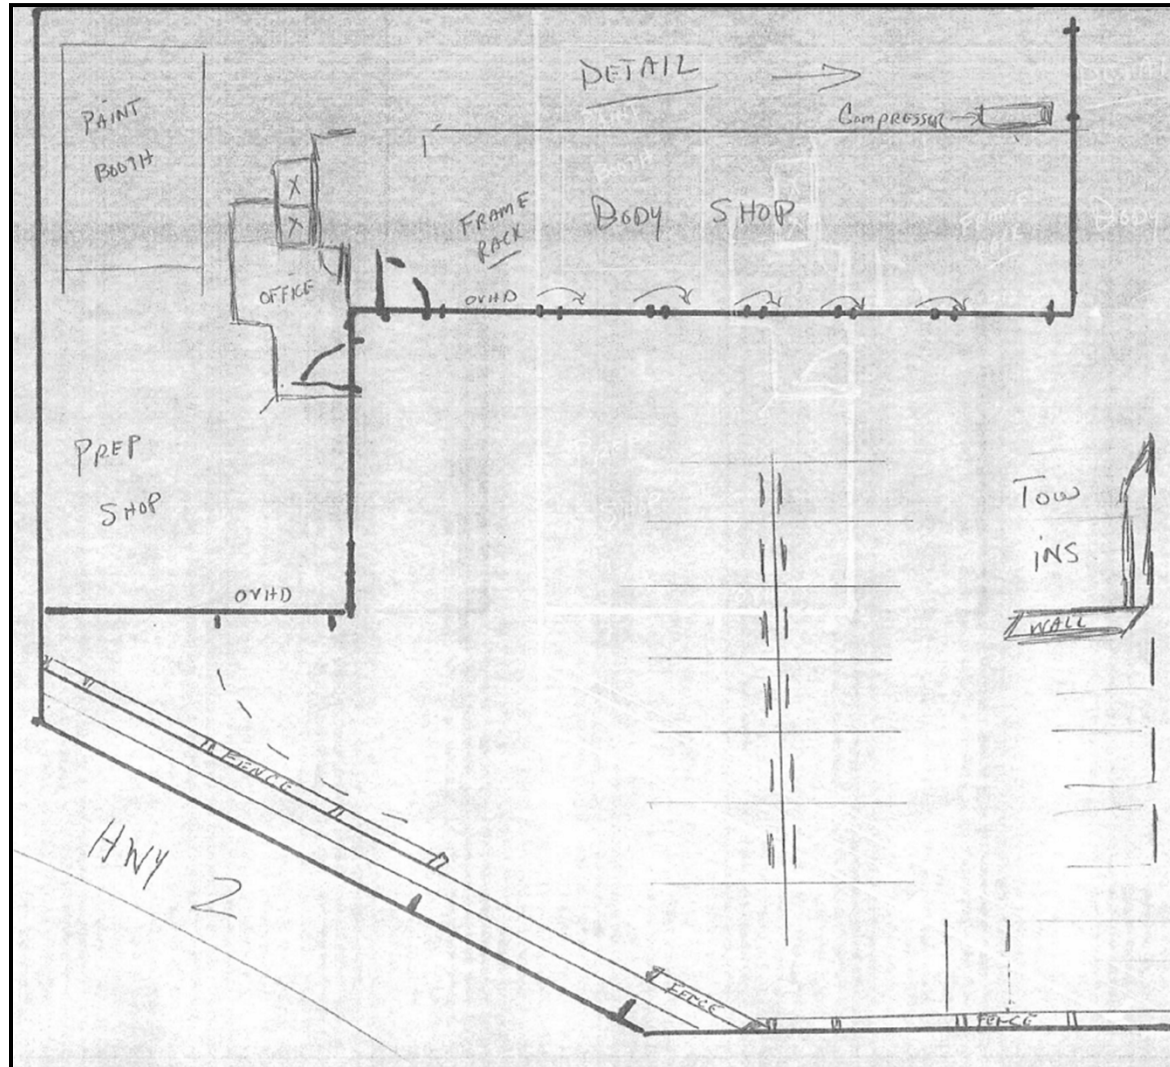 DETAIL
Compressor
PAINT
BOOTH
X
X
FRAME
RACK
BODY SHOP
OFFICE
OVHD
PREP
SHOP
TOW
iNS
OVHD
WALL
FENCE
HWY 2
FENCE
FENCE